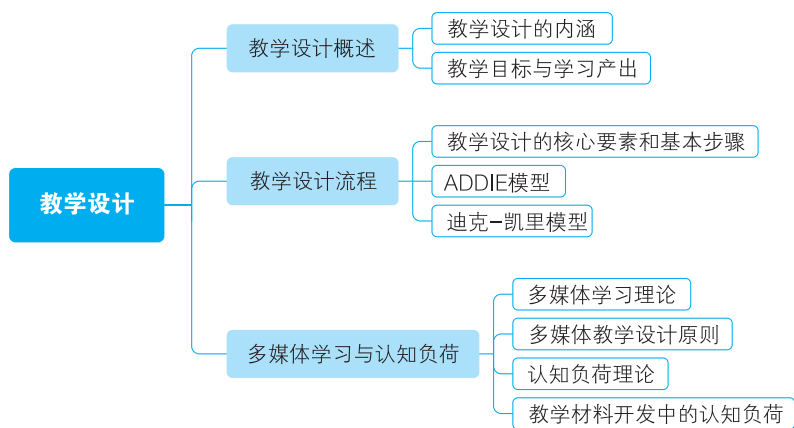 教学设计
教学设计概述
教学设计的内涵
教学目标与学习产出
教学设计流程
教学设计的核心要素和基本步骤
ADDIE模型
迪克-凯里模型
多媒体学习与认知负荷
多媒体学习理论
多媒体教学设计原则
认知负荷理论
教学材料开发中的认知负荷